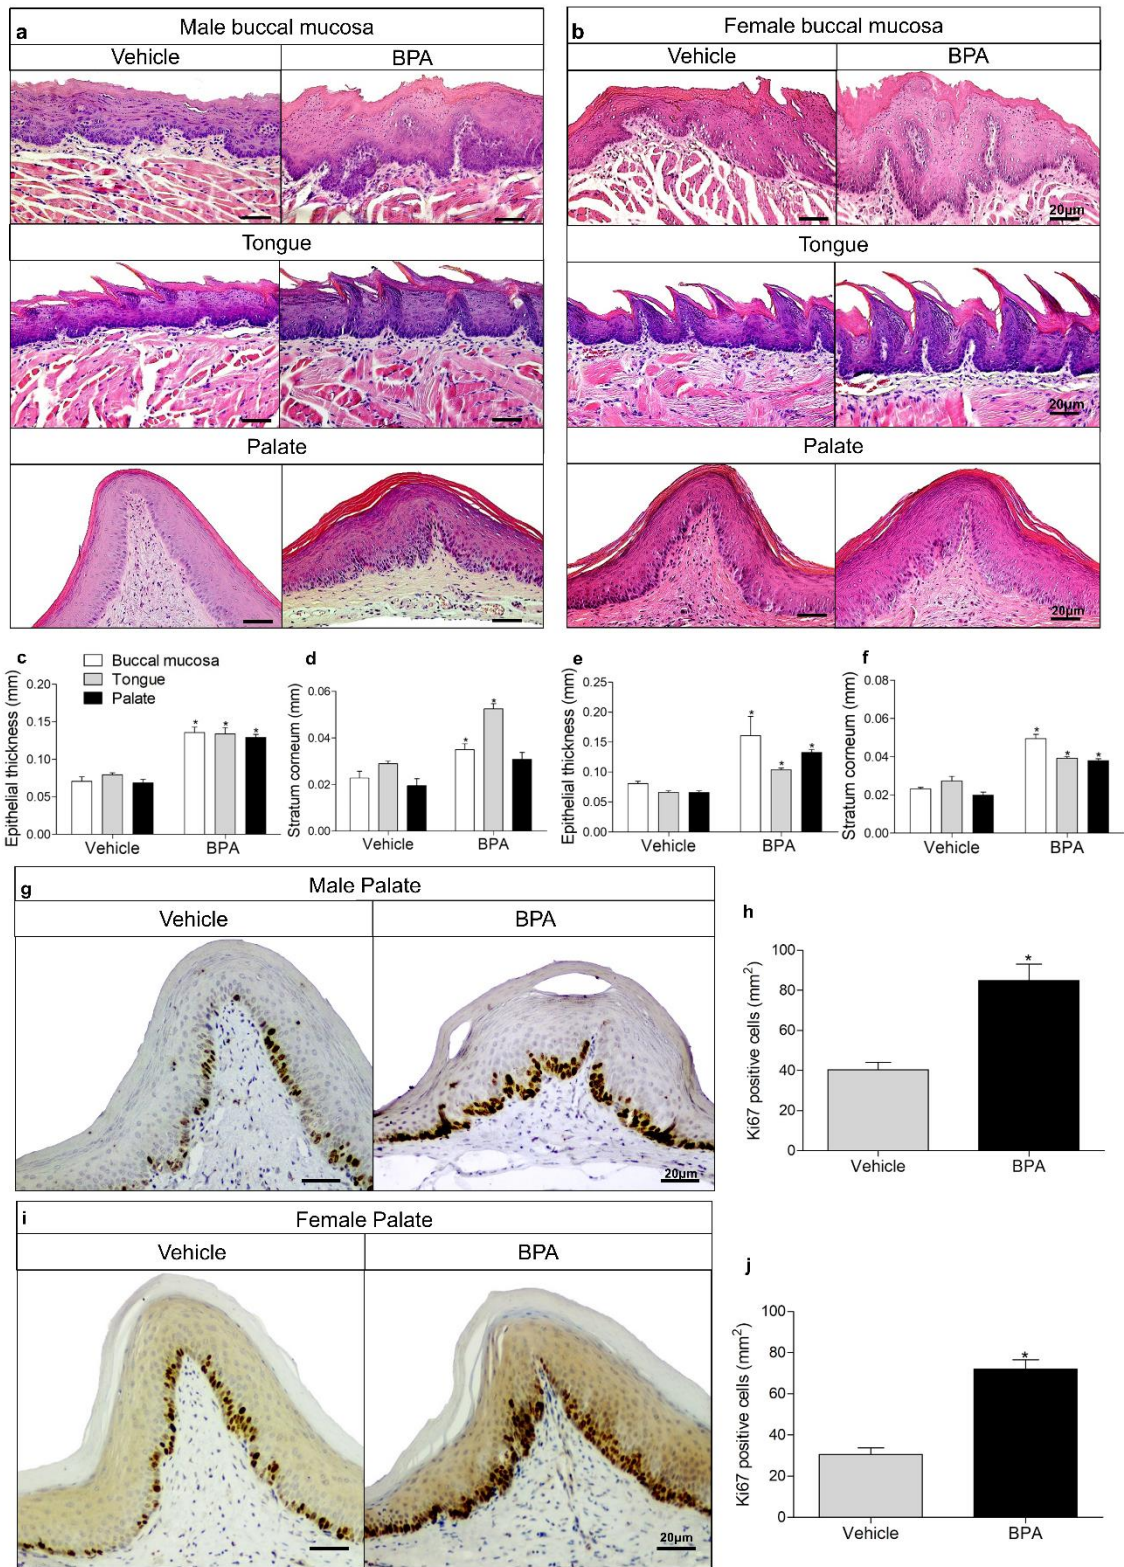 a Male buccal mucosa
Vehicle BPA
Tongue
Palate
b Female buccal mucosa
Vehicle BPA
20µm
Tongue
20µm
Palate
20µm
c
Buccal mucosa
Tongue
Palate
Epithelial thickness (mm)
0.20
0.15
0.10
0.05
0.00
Vehicle BPA
* * *
d
Stratum corneum (mm)
0.06
0.04
0.02
0.00
Vehicle BPA
* *
e
Epithelial thickness (mm)
0.25
0.20
0.15
0.10
0.05
0.00
Vehicle BPA
* * *
f
Stratum corneum (mm)
0.08
0.06
0.04
0.02
0.00
Vehicle BPA
* * *
g Male Palate
Vehicle BPA
20µm
h
Ki67 positive cells (mm²)
100
80
60
40
20
0
Vehicle BPA
*
i Female Palate
Vehicle BPA
20µm
j
Ki67 positive cells (mm²)
100
80
60
40
20
0
Vehicle BPA
*